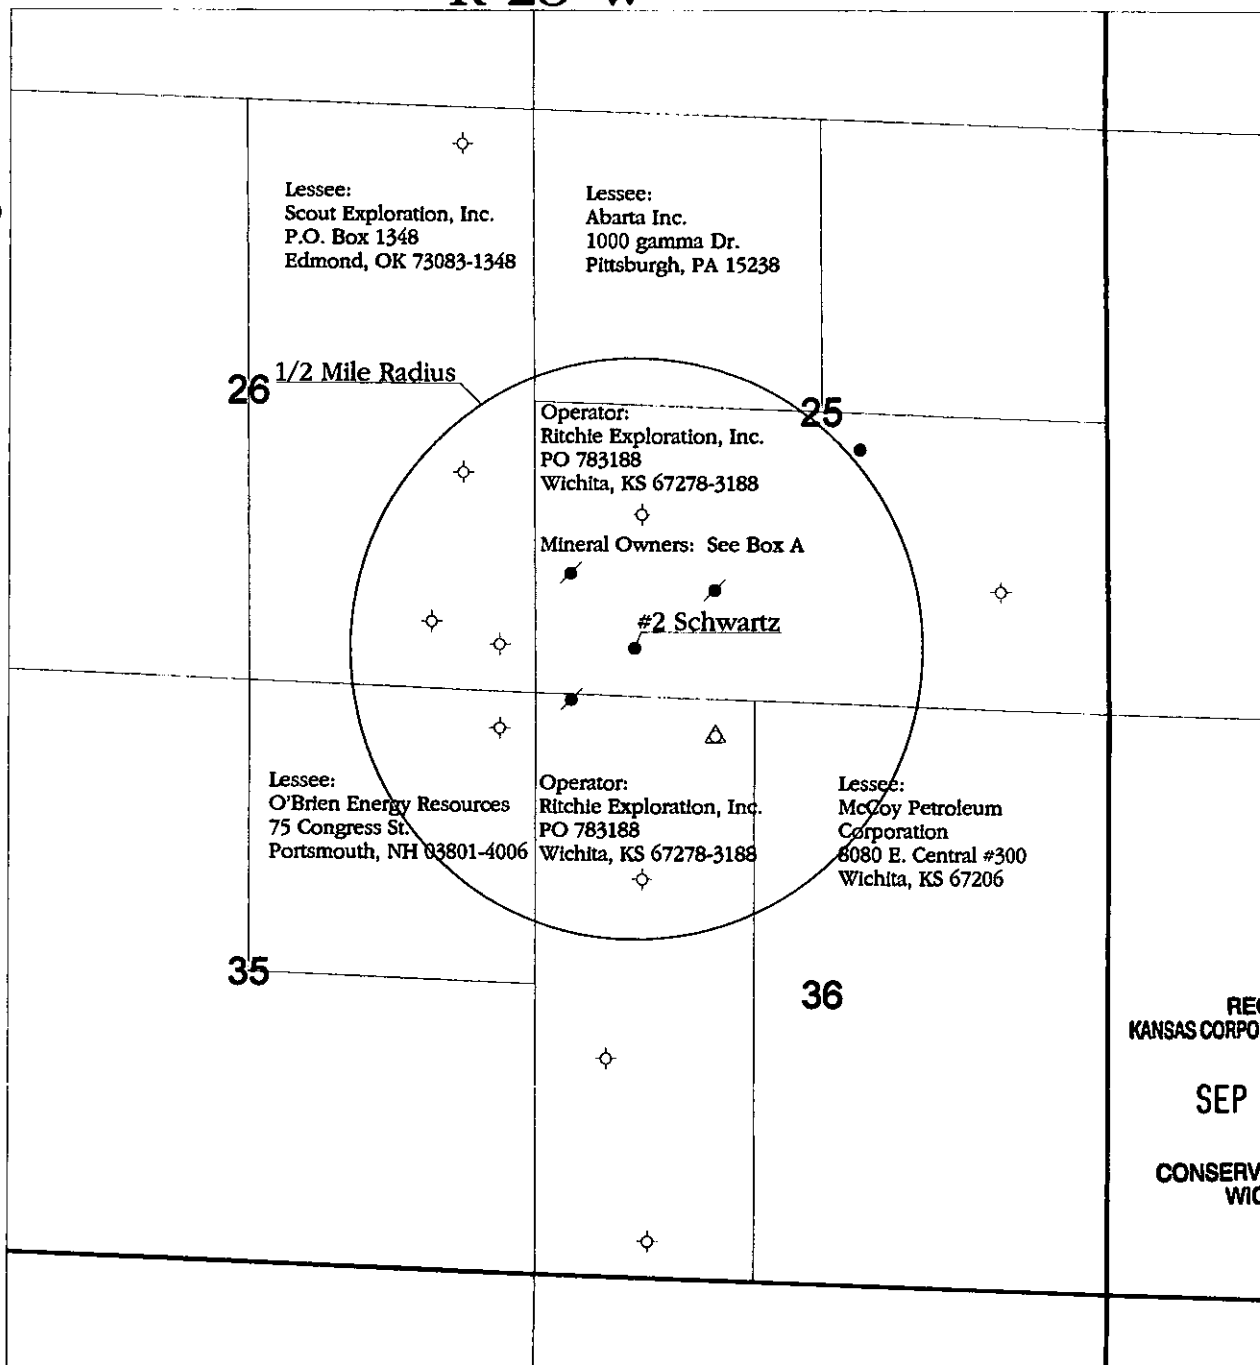 Lessee:
Scout Exploration, Inc.
P.O. Box 1348
Edmond, OK 73083-1348
Lessee:
Abarta Inc.
1000 gamma Dr.
Pittsburgh, PA 15238
26
1/2 Mile Radius
25
Operator:
Ritchie Exploration, Inc.
PO 783188
Wichita, KS 67278-3188
Mineral Owners: See Box A
#2 Schwartz
Lessee:
O'Brien Energy Resources
75 Congress St.
Portsmouth, NH 03801-4006
Operator:
Ritchie Exploration, Inc.
PO 783188
Wichita, KS 67278-3188
Lessee:
McCoy Petroleum
Corporation
8080 E. Central #300
Wichita, KS 67206
35
36
KANSAS CORPO
SEP
CONSERV
WIC